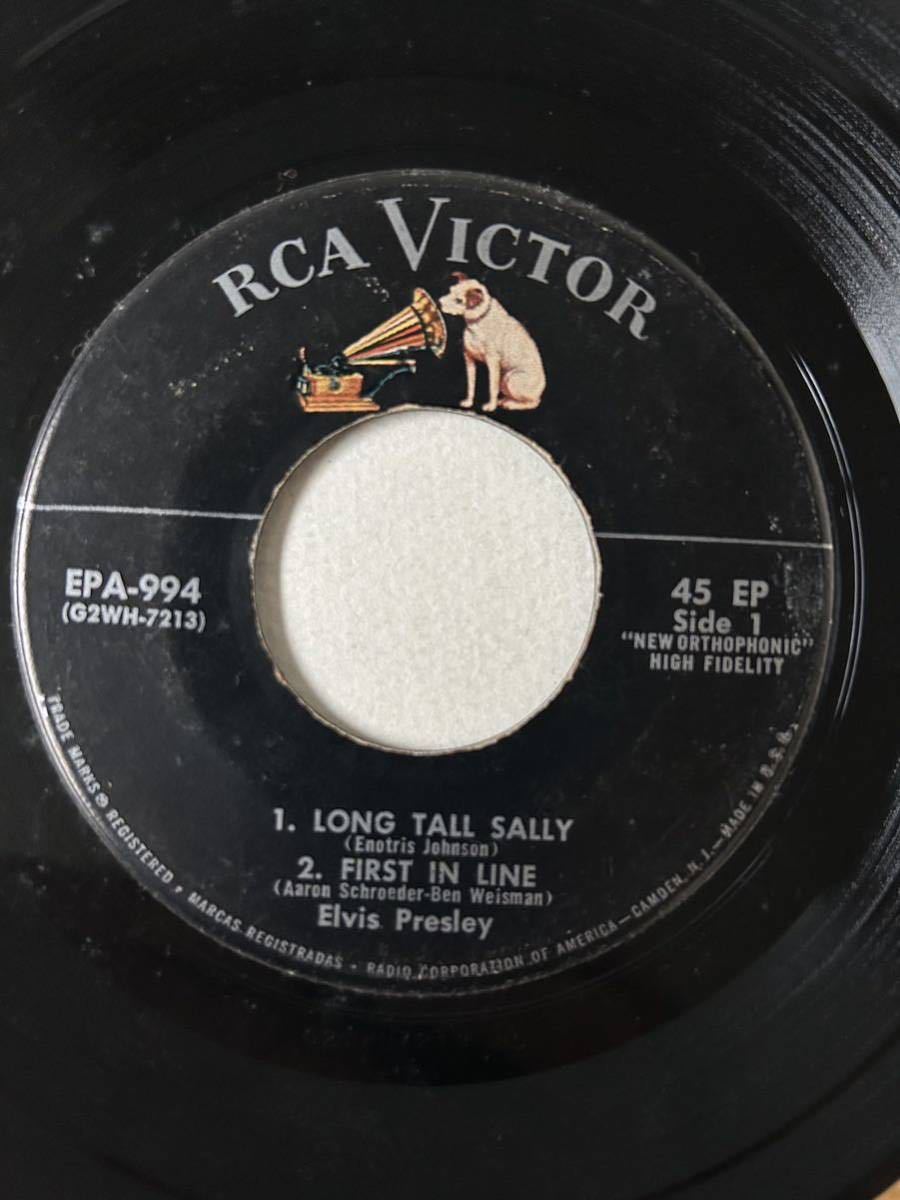 RCA VICTOR
EPA-994
(G2WH-7213)
45 EP
Side 1
"NEW ORTHOPHONIC"
HIGH FIDELITY
1. LONG TALL SALLY
(Enotris Johnson)
2. FIRST IN LINE
(Aaron Schroeder-Ben Weisman)
Elvis Presley
TRADE MARKS ® REGISTERED • MARCAS REGISTRADAS • RADIO CORPORATION OF AMERICA—CAMDEN, N. J.—MADE IN U.S.A.